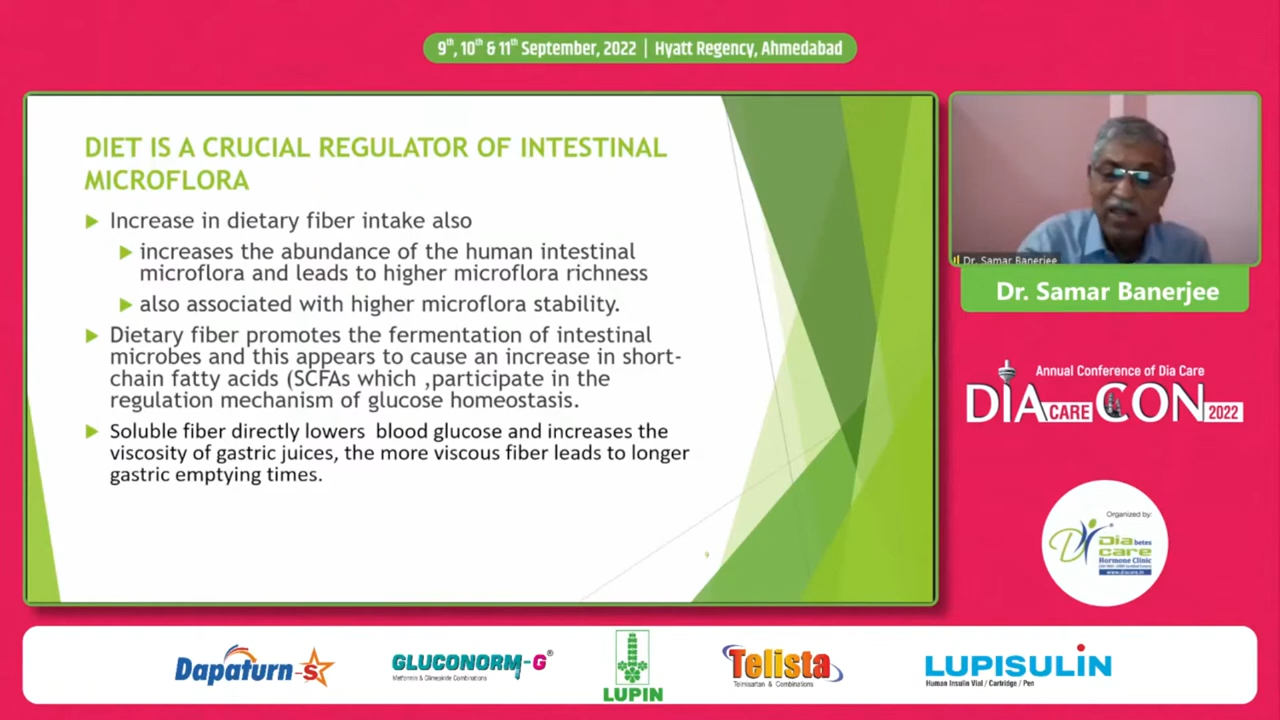 9th, 10th & 11th September, 2022 | Hyatt Regency, Ahmedabad
DIET IS A CRUCIAL REGULATOR OF INTESTINAL
MICROFLORA
Increase in dietary fiber intake also
increases the abundance of the human intestinal
microflora and leads to higher microflora richness
also associated with higher microflora stability.
Dietary fiber promotes the fermentation of intestinal
microbes and this appears to cause an increase in short-
chain fatty acids (SCFAs which ,participate in the
regulation mechanism of glucose homeostasis.
Soluble fiber directly lowers blood glucose and increases the
viscosity of gastric juices, the more viscous fiber leads to longer
gastric emptying times.
9
Dr. Samar Banerjee
Dr. Samar Banerjee
Annual Conference of Dia Care
DIA CARE CON 2022
Organized by:
Diabetes
care
Hormone Clinic
www.diacare.in
Dapaturn-S
GLUCONORM-G®
Metformin & Glimepiride Combinations
LUPIN
Telista
Telmisartan & Combinations
LUPISULIN
Human Insulin Vial / Cartridge / Pen